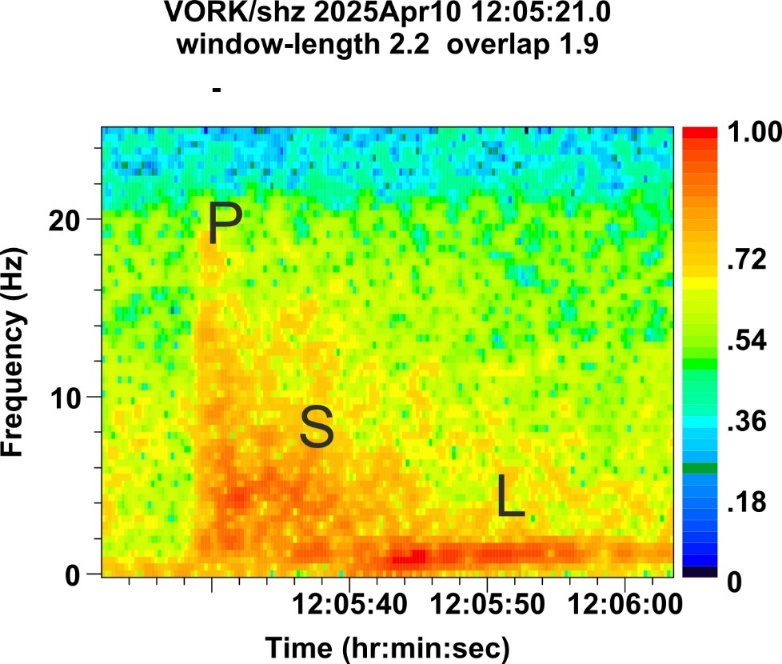 VORK/shz 2025Apr10 12:05:21.0
window-length 2.2 overlap 1.9
-
1.00
P
20
.72
Frequency (Hz)
.54
10
S
.36
L
.18
0
0
12:05:40 12:05:50 12:06:00
Time (hr:min:sec)